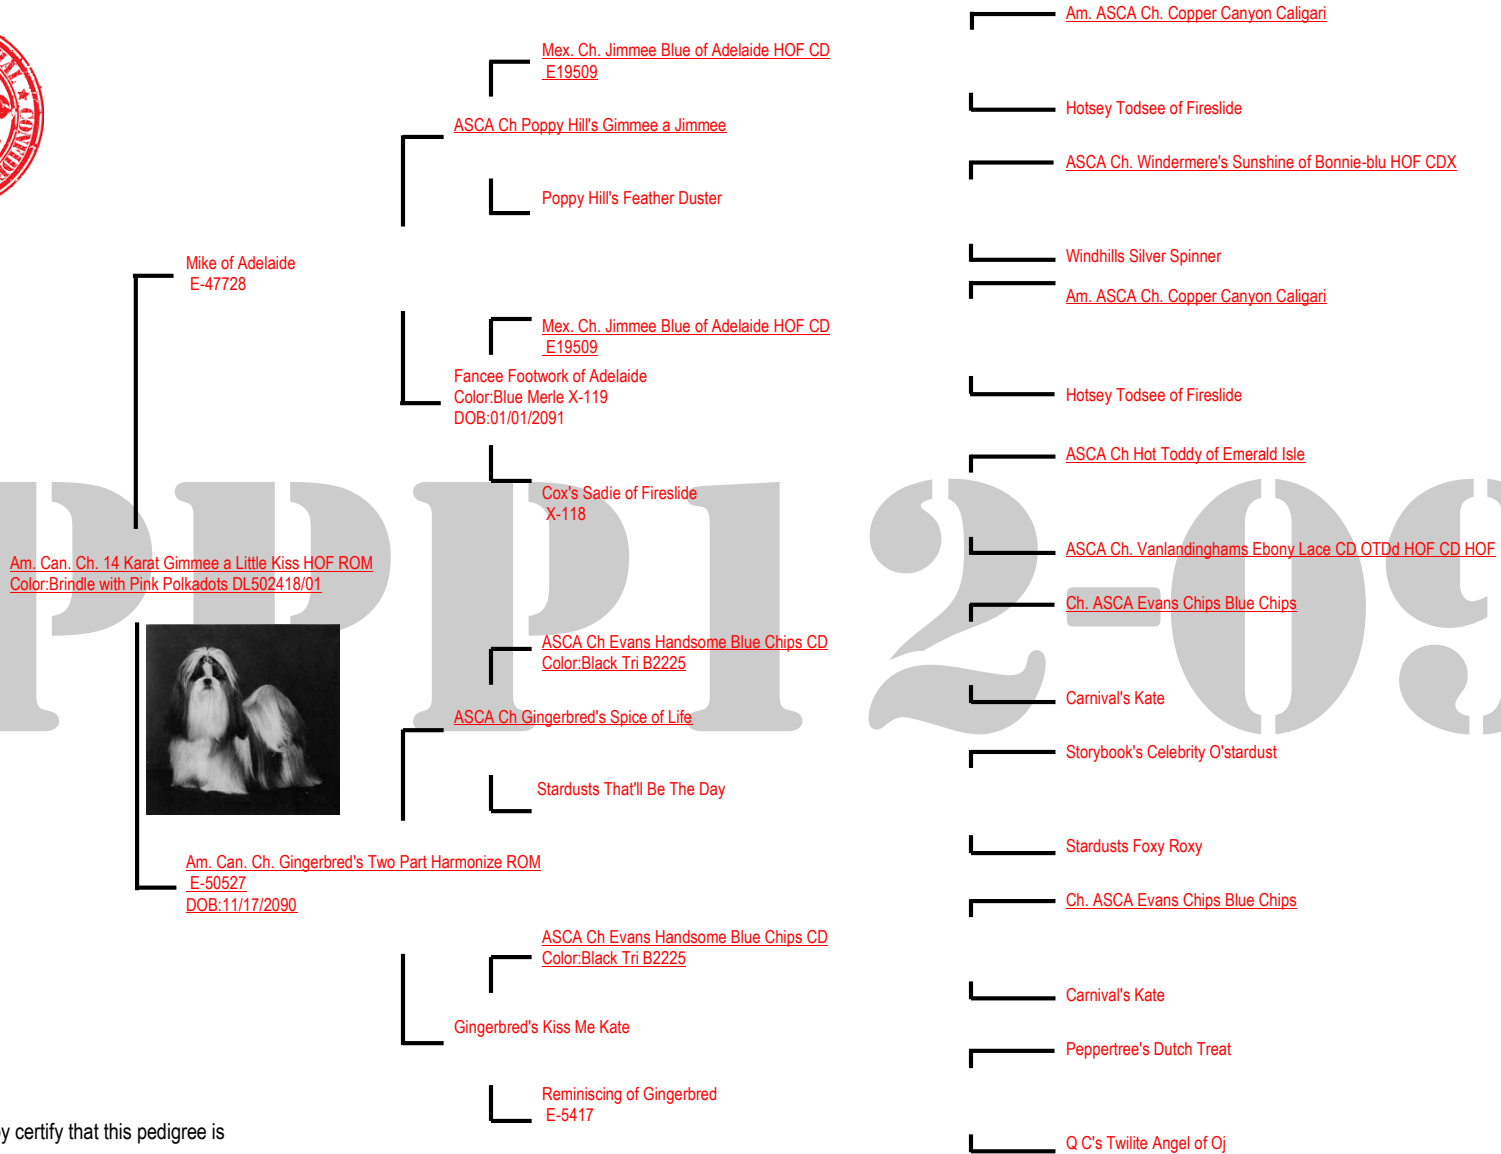 Am. ASCA Ch. Copper Canyon Caligari
Mex. Ch. Jimmee Blue of Adelaide HOF CD
E19509
Hotsey Todsee of Fireslide
ASCA Ch Poppy Hill's Gimmee a Jimmee
ASCA Ch. Windermere's Sunshine of Bonnie-blu HOF CDX
Poppy Hill's Feather Duster
Windhills Silver Spinner
Mike of Adelaide
E-47728
Am. ASCA Ch. Copper Canyon Caligari
Mex. Ch. Jimmee Blue of Adelaide HOF CD
E19509
Fancee Footwork of Adelaide
Color:Blue Merle X-119
DOB:01/01/2091
Hotsey Todsee of Fireslide
ASCA Ch Hot Toddy of Emerald Isle
Cox's Sadie of Fireslide
X-118
ASCA Ch. Vanlandinghams Ebony Lace CD OTDd HOF CD HOF
Am. Can. Ch. 14 Karat Gimmee a Little Kiss HOF ROM
Color:Brindle with Pink Polkadots DL502418/01
PPP12-09
Ch. ASCA Evans Chips Blue Chips
ASCA Ch Evans Handsome Blue Chips CD
Color:Black Tri B2225
Carnival's Kate
ASCA Ch Gingerbred's Spice of Life
Storybook's Celebrity O'stardust
Stardusts That'll Be The Day
Stardusts Foxy Roxy
Am. Can. Ch. Gingerbred's Two Part Harmonize ROM
E-50527
DOB:11/17/2090
Ch. ASCA Evans Chips Blue Chips
ASCA Ch Evans Handsome Blue Chips CD
Color:Black Tri B2225
Carnival's Kate
Gingerbred's Kiss Me Kate
Peppertree's Dutch Treat
Reminiscing of Gingerbred
E-5417
y certify that this pedigree is
Q C's Twilite Angel of Oj